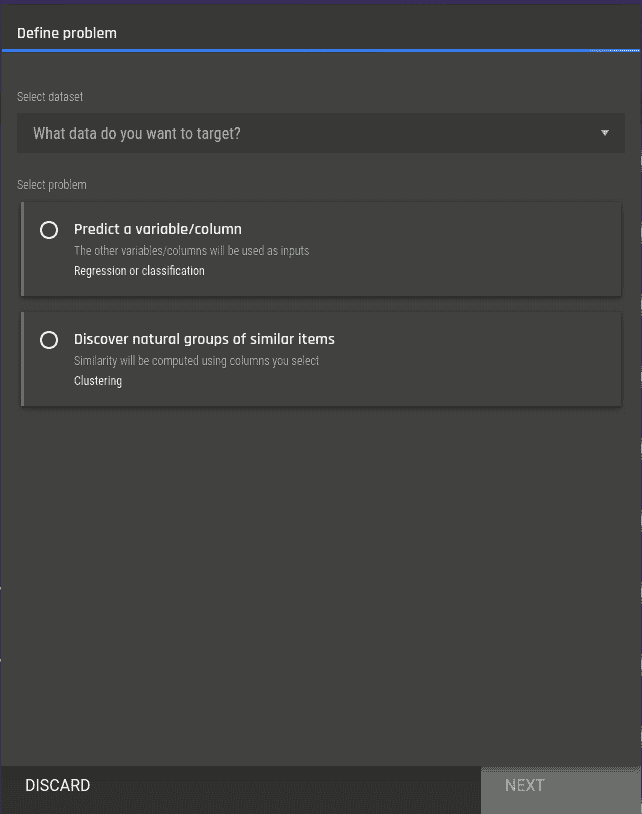 Define problem
Select dataset
What data do you want to target?
Select problem
Predict a variable/column
The other variables/columns will be used as inputs
Regression or classification
Discover natural groups of similar items
Similarity will be computed using columns you select
Clustering
DISCARD
NEXT